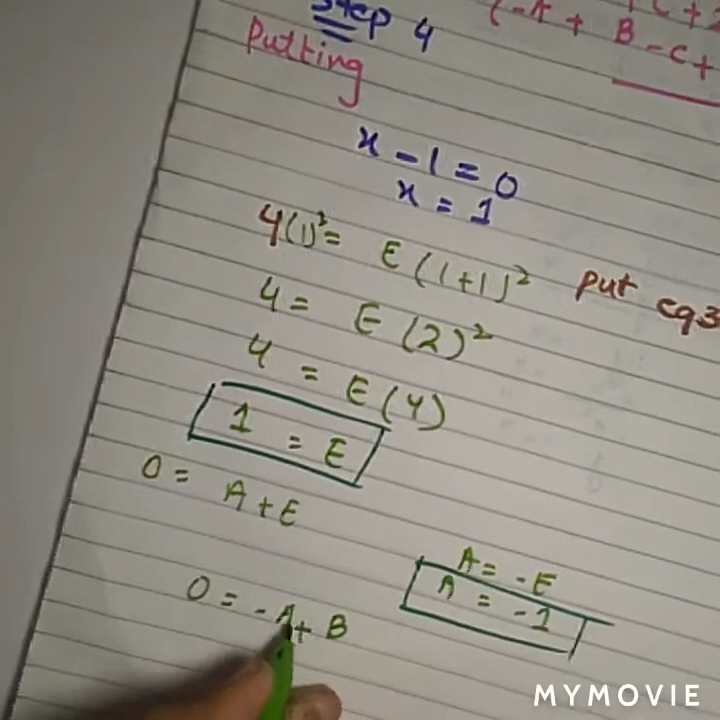 Step 4
(-A +
B-C+
Putting
x - 1 = 0
x = 1
4(1)² = E(1+1)² put eq3
4 = E(2)²
4 = E(4)
1 = E
0 = A+E
A = -E
A = -1
0 = -A+ B
MYMOVIE